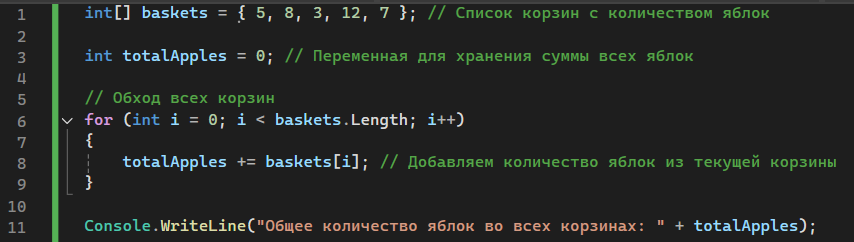 1 int[] baskets = { 5, 8, 3, 12, 7 }; // Список корзин с количеством яблок
2
3 int totalApples = 0; // Переменная для хранения суммы всех яблок
4
5 // Обход всех корзин
6 for (int i = 0; i < baskets.Length; i++)
7 {
8 totalApples += baskets[i]; // Добавляем количество яблок из текущей корзины
9 }
10
11 Console.WriteLine("Общее количество яблок во всех корзинах: " + totalApples);